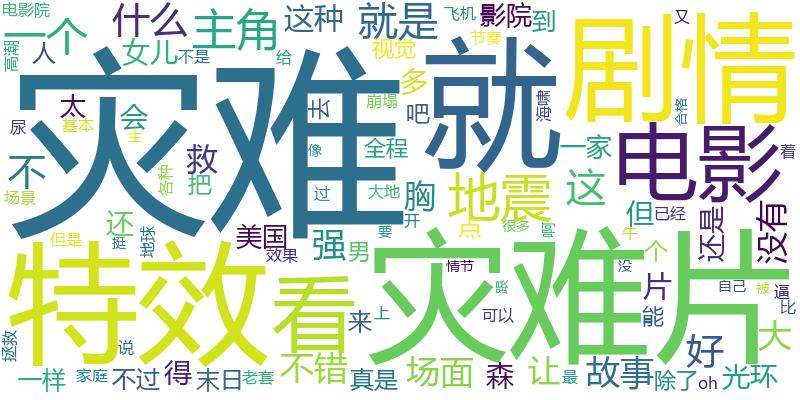 电影院
一个
什么
主角
这种
就是
飞机
影院
到
又
高潮
人
女儿
不是
给
视觉
节奏
剧情
灾难
就
多
太
会
去
崩塌
吧
海啸
合格
尿
基本
圭
电影
不
救
像
全程
一家
着
场景
各种
把
过
大地
胸
地震
这
但
已经
还是
没有
还
美国
强
男
开
点
很多
但是
挺
地球
效果
要
个
牛
特效
看
灾难片
情节
没
片
自己
被
逼
拯救
说
来
上
可以
能
比
大
一样
家庭
不过
得
末日
老套
不错
真是
场面
森
让
最
故事
好
除了
oh
光环